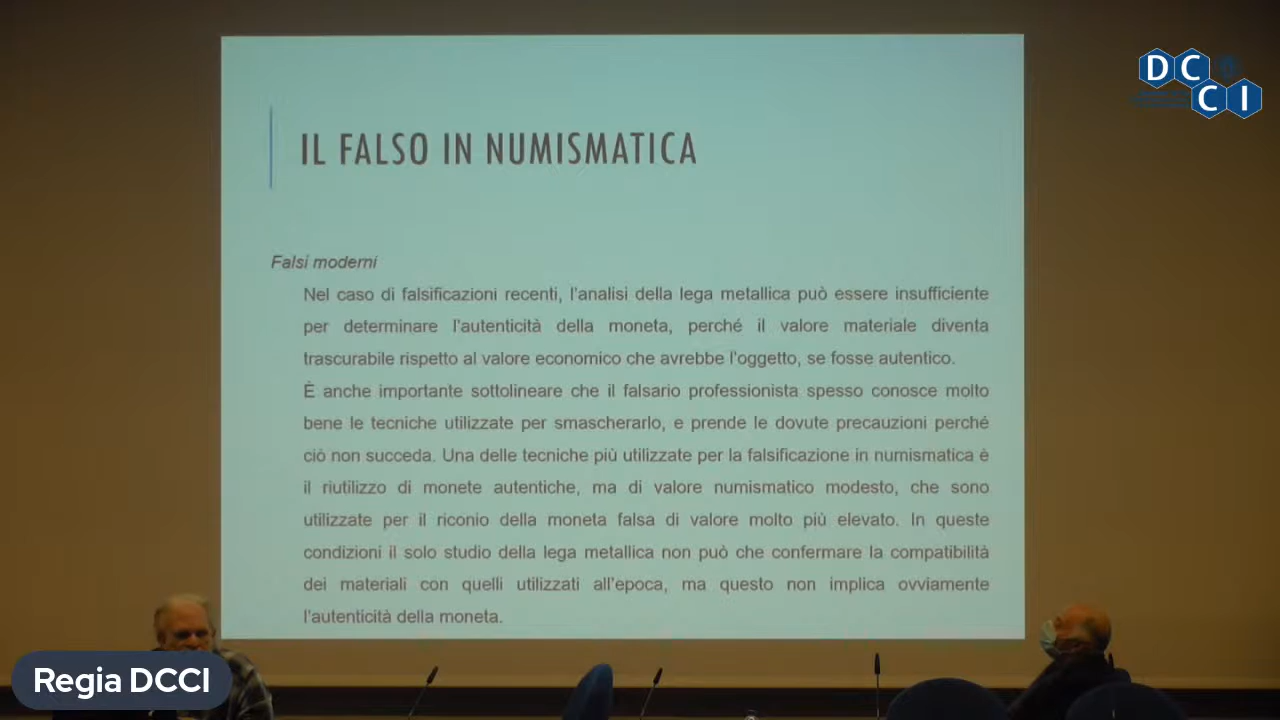 DCCI
IL FALSO IN NUMISMATICA
Falsi moderni
Nel caso di falsificazioni recenti, l'analisi della lega metallica può essere insufficiente
per determinare l'autenticità della moneta, perché il valore materiale diventa
trascurabile rispetto al valore economico che avrebbe l'oggetto, se fosse autentico.
È anche importante sottolineare che il falsario professionista spesso conosce molto
bene le tecniche utilizzate per smascherarlo, e prende le dovute precauzioni perché
ciò non succeda. Una delle tecniche più utilizzate per la falsificazione in numismatica è
il riutilizzo di monete autentiche, ma di valore numismatico modesto, che sono
utilizzate per il riconio della moneta falsa di valore molto più elevato. In queste
condizioni il solo studio della lega metallica non può che confermare la compatibilità
dei materiali con quelli utilizzati all'epoca, ma questo non implica ovviamente
l'autenticità della moneta.
Regia DCCI